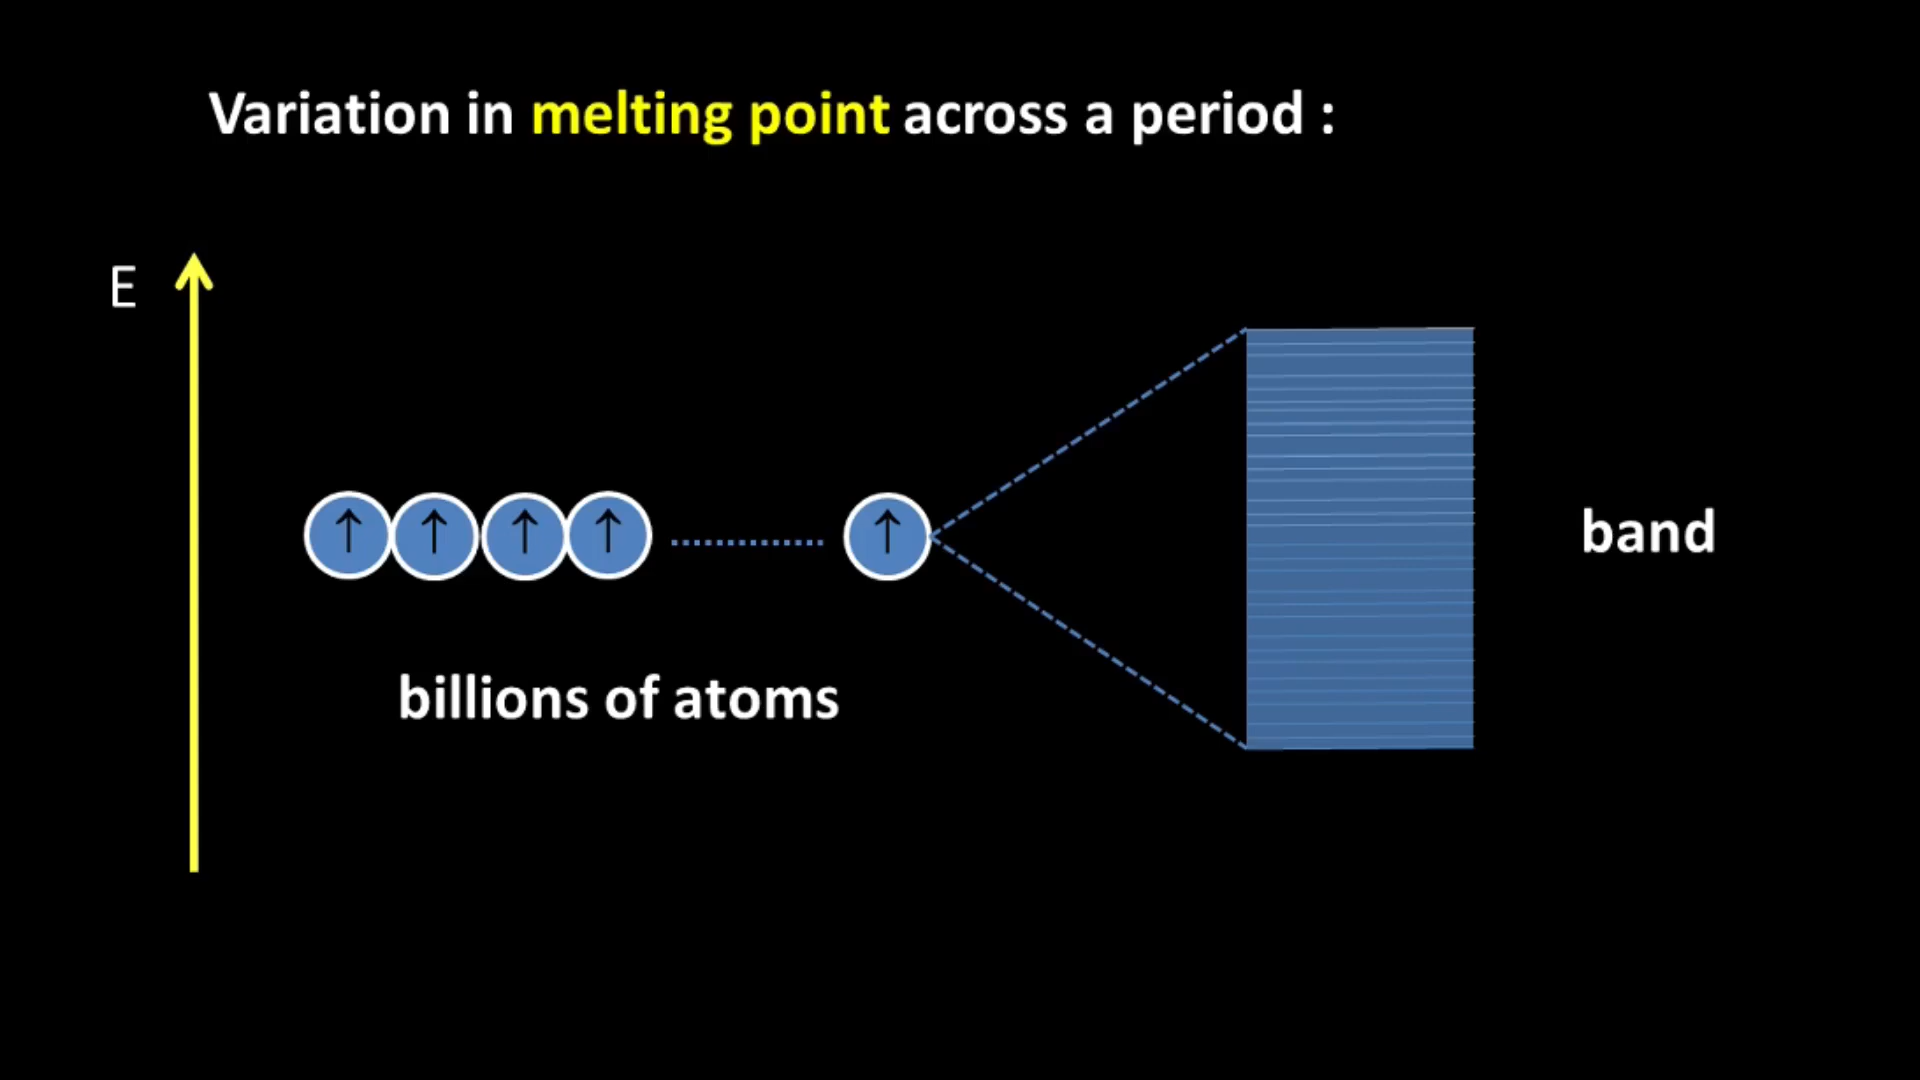 Variation in melting point across a period :
E
↑ ↑ ↑ ↑ ............. ↑
band
billions of atoms